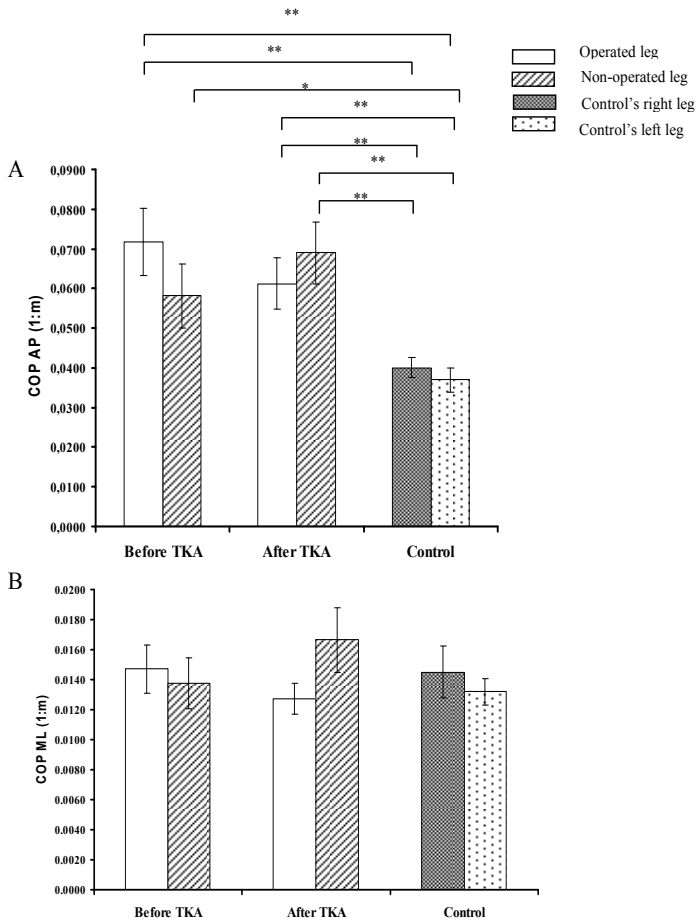 **
**
*
**
**
**
**
Operated leg
Non-operated leg
Control's right leg
Control's left leg
A
COP AP (1:m)
0,1000
0,0900
0,0800
0,0700
0,0600
0,0500
0,0400
0,0300
0,0200
0,0100
0,0000
Before TKA After TKA Control
B
COP ML (1:m)
0.0200
0.0180
0.0160
0.0140
0.0120
0.0100
0.0080
0.0060
0.0040
0.0020
0.0000
Before TKA After TKA Control